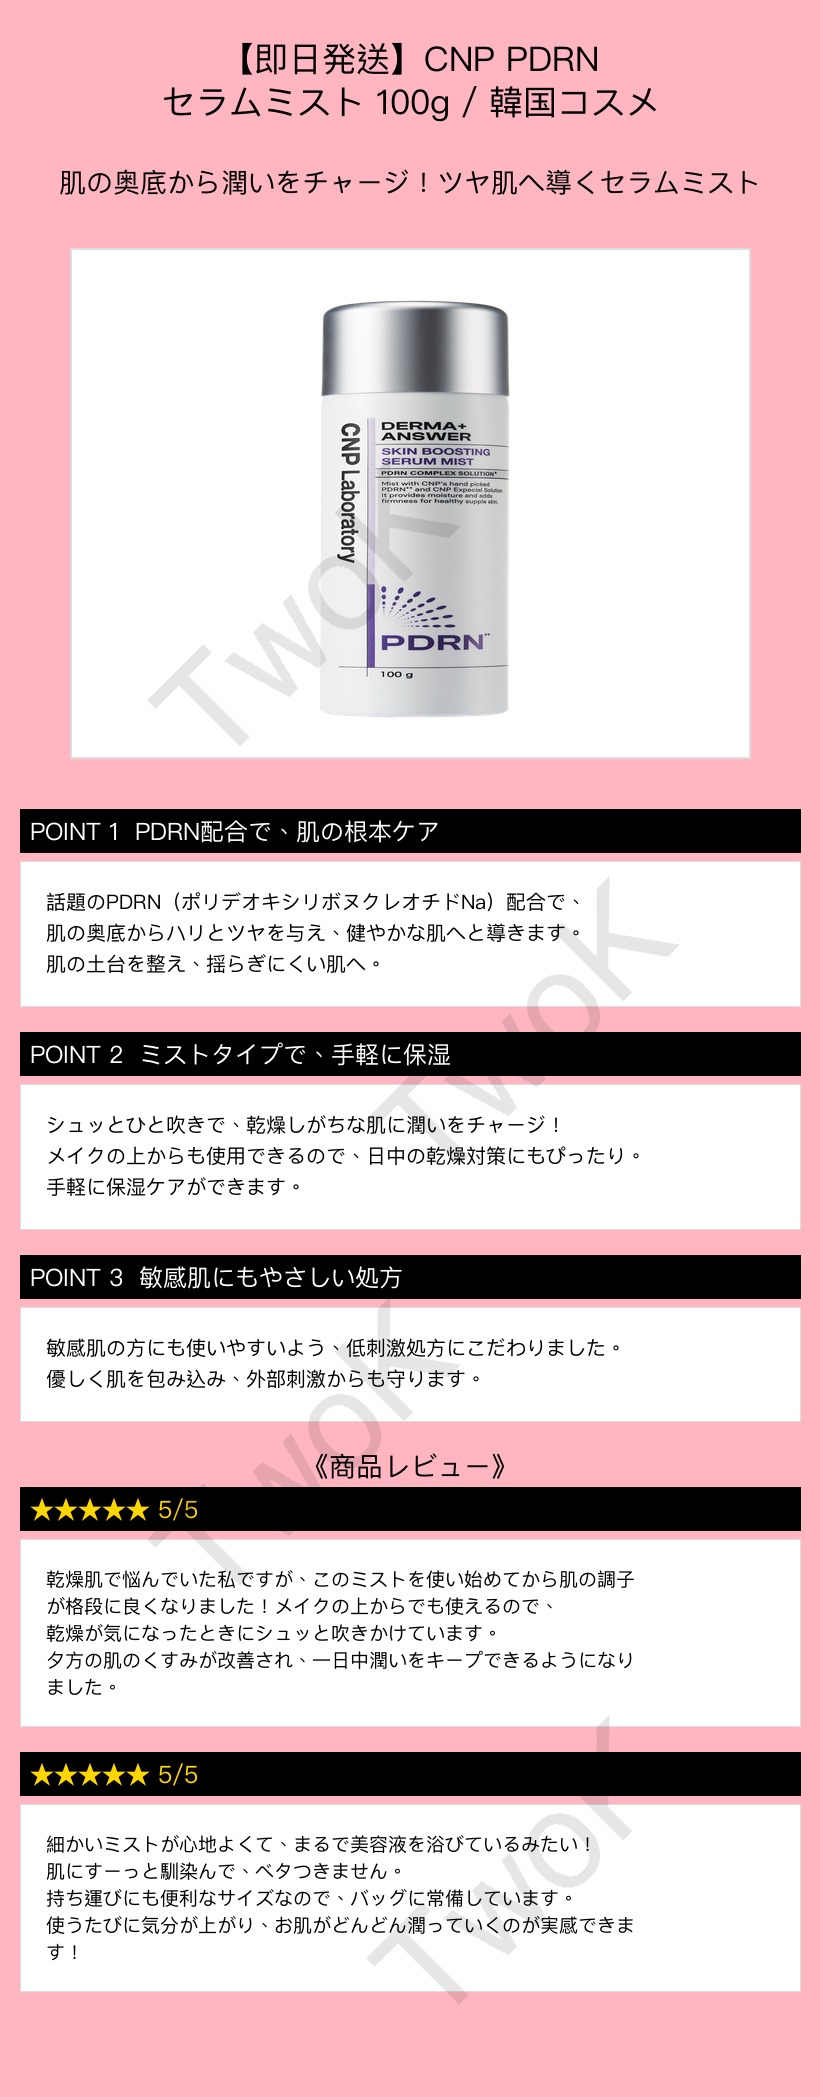 【即日発送】CNP PDRN
セラムミスト 100g / 韓国コスメ
肌の奥底から潤いをチャージ！ツヤ肌へ導くセラムミスト
CNP Laboratory
DERMA+
ANSWER
SKIN BOOSTING
SERUM MIST
PDRN COMPLEX SOLUTION*
Mist with CNP's hand picked
PDRN** and CNP Expecial Solution.
It provides moisture and adds
firmness for healthy supple skin.
PDRN**
100 g
TwoK
POINT 1 PDRN配合で、肌の根本ケア
話題のPDRN（ポリデオキシリボヌクレオチドNa）配合で、
肌の奥底からハリとツヤを与え、健やかな肌へと導きます。
肌の土台を整え、揺らぎにくい肌へ。
TwoK
POINT 2 ミストタイプで、手軽に保湿
シュッとひと吹きで、乾燥しがちな肌に潤いをチャージ！
メイクの上からも使用できるので、日中の乾燥対策にもぴったり。
手軽に保湿ケアができます。
POINT 3 敏感肌にもやさしい処方
敏感肌の方にも使いやすいよう、低刺激処方にこだわりました。
優しく肌を包み込み、外部刺激からも守ります。
TwoK
《商品レビュー》
★★★★★ 5/5
乾燥肌で悩んでいた私ですが、このミストを使い始めてから肌の調子
が格段に良くなりました！メイクの上からでも使えるので、
乾燥が気になったときにシュッと吹きかけています。
夕方の肌のくすみが改善され、一日中潤いをキープできるようになり
ました。
★★★★★ 5/5
細かいミストが心地よくて、まるで美容液を浴びているみたい！
肌にすーっと馴染んで、ベタつきません。
持ち運びにも便利なサイズなので、バッグに常備しています。
使うたびに気分が上がり、お肌がどんどん潤っていくのが実感できま
す！
TwoK